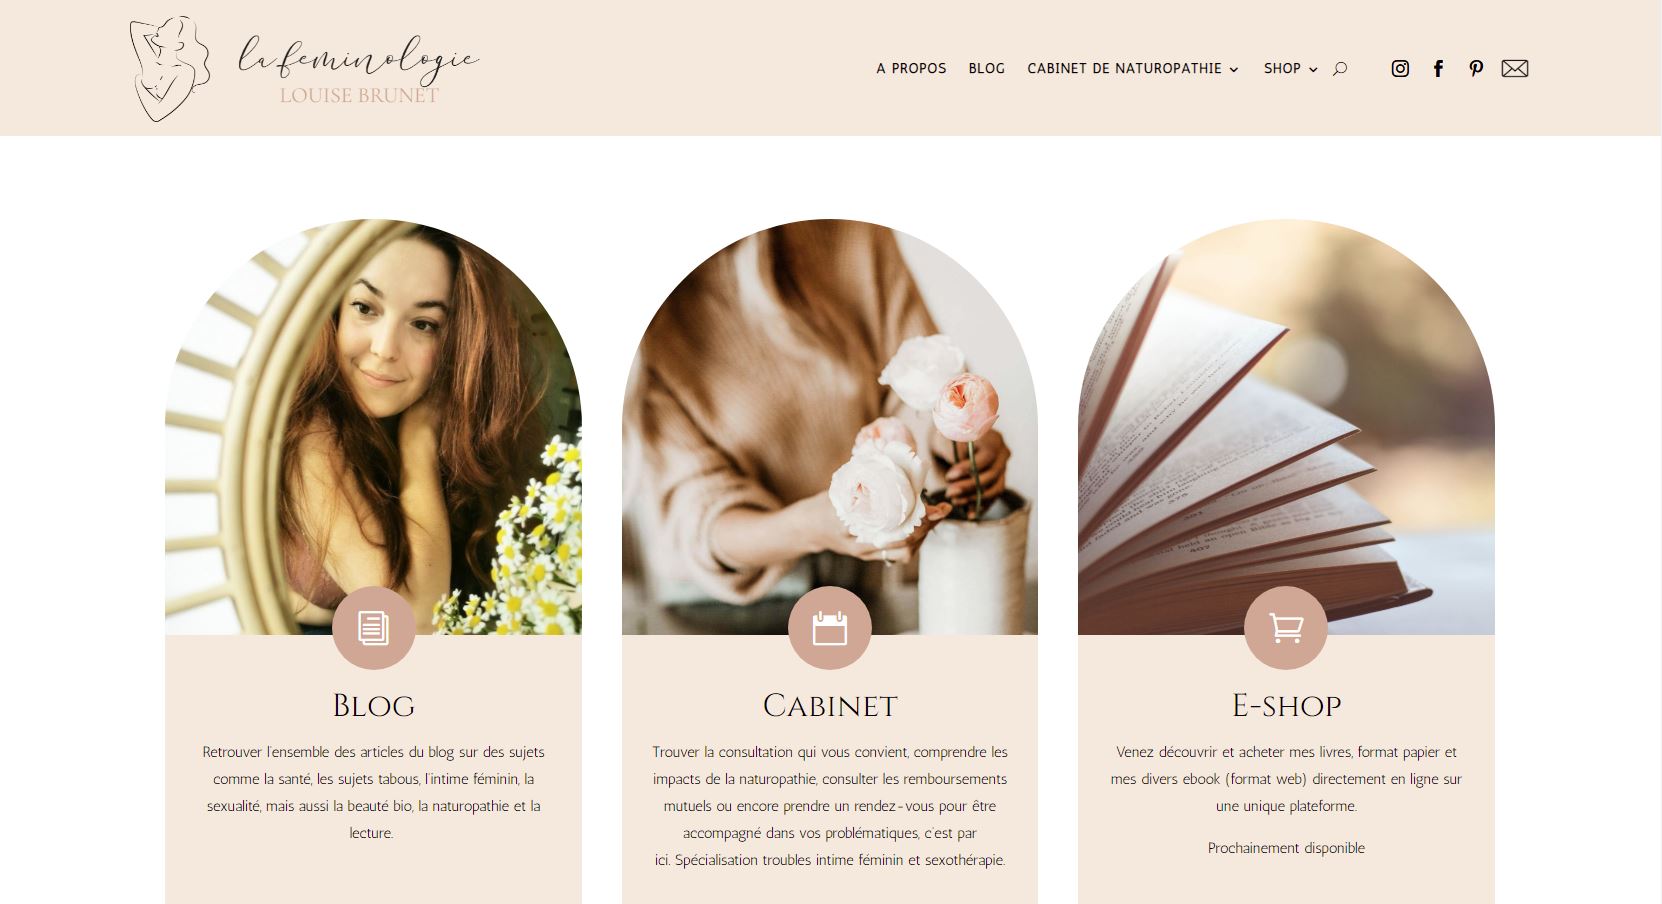 lafeminologie
LOUISE BRUNET
A PROPOS
BLOG
CABINET DE NATUROPATHIE
SHOP
BLOG
Retrouver l'ensemble des articles du blog sur des sujets
comme la santé, les sujets tabous, l'intime féminin, la
sexualité, mais aussi la beauté bio, la naturopathie et la
lecture.
CABINET
Trouver la consultation qui vous convient, comprendre les
impacts de la naturopathie, consulter les remboursements
mutuels ou encore prendre un rendez-vous pour être
accompagné dans vos problématiques, c'est par
ici. Spécialisation troubles intime féminin et sexothérapie.
E-SHOP
Venez découvrir et acheter mes livres, format papier et
mes divers ebook (format web) directement en ligne sur
une unique plateforme.
Prochainement disponible